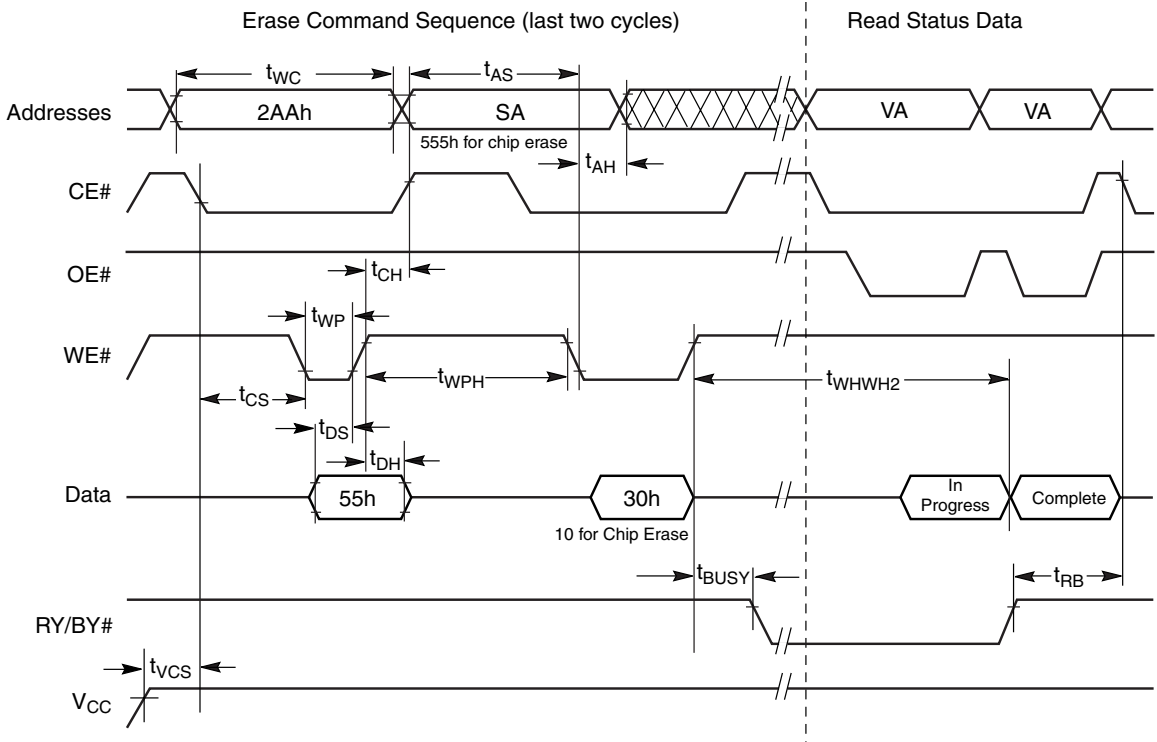 Erase Command Sequence (last two cycles)
Read Status Data
tWC
tAS
Addresses
2AAh
SA
VA
VA
555h for chip erase
tAH
CE#
OE#
tCH
tWP
WE#
tWPH
tWHWH2
tCS
tDS
tDH
Data
55h
30h
In
Progress
Complete
10 for Chip Erase
tBUSY
tRB
RY/BY#
tVCS
VCC